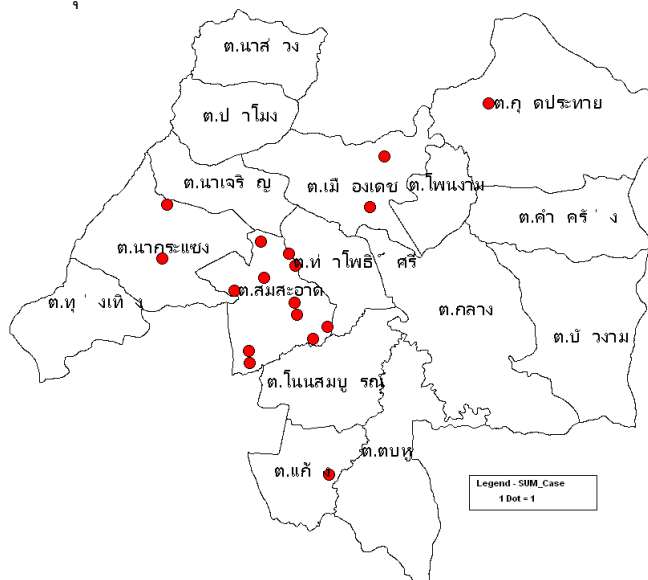 ต.นาส่วง
ต.ป่าโมง
ต.กุดประทาย
ต.นาเจริญ
ต.เมืองเดช
ต.โพนงาม
ต.คำครั่ง
ต.นากระแซง
ต.ท่าโพธิ์ศรี
ต.สมสะอาด
ต.ทุ่งเทิง
ต.กลาง
ต.บัวงาม
ต.โนนสมบูรณ์
ต.ตบหู
ต.แก้ง
Legend - SUM_Case
1 Dot = 1